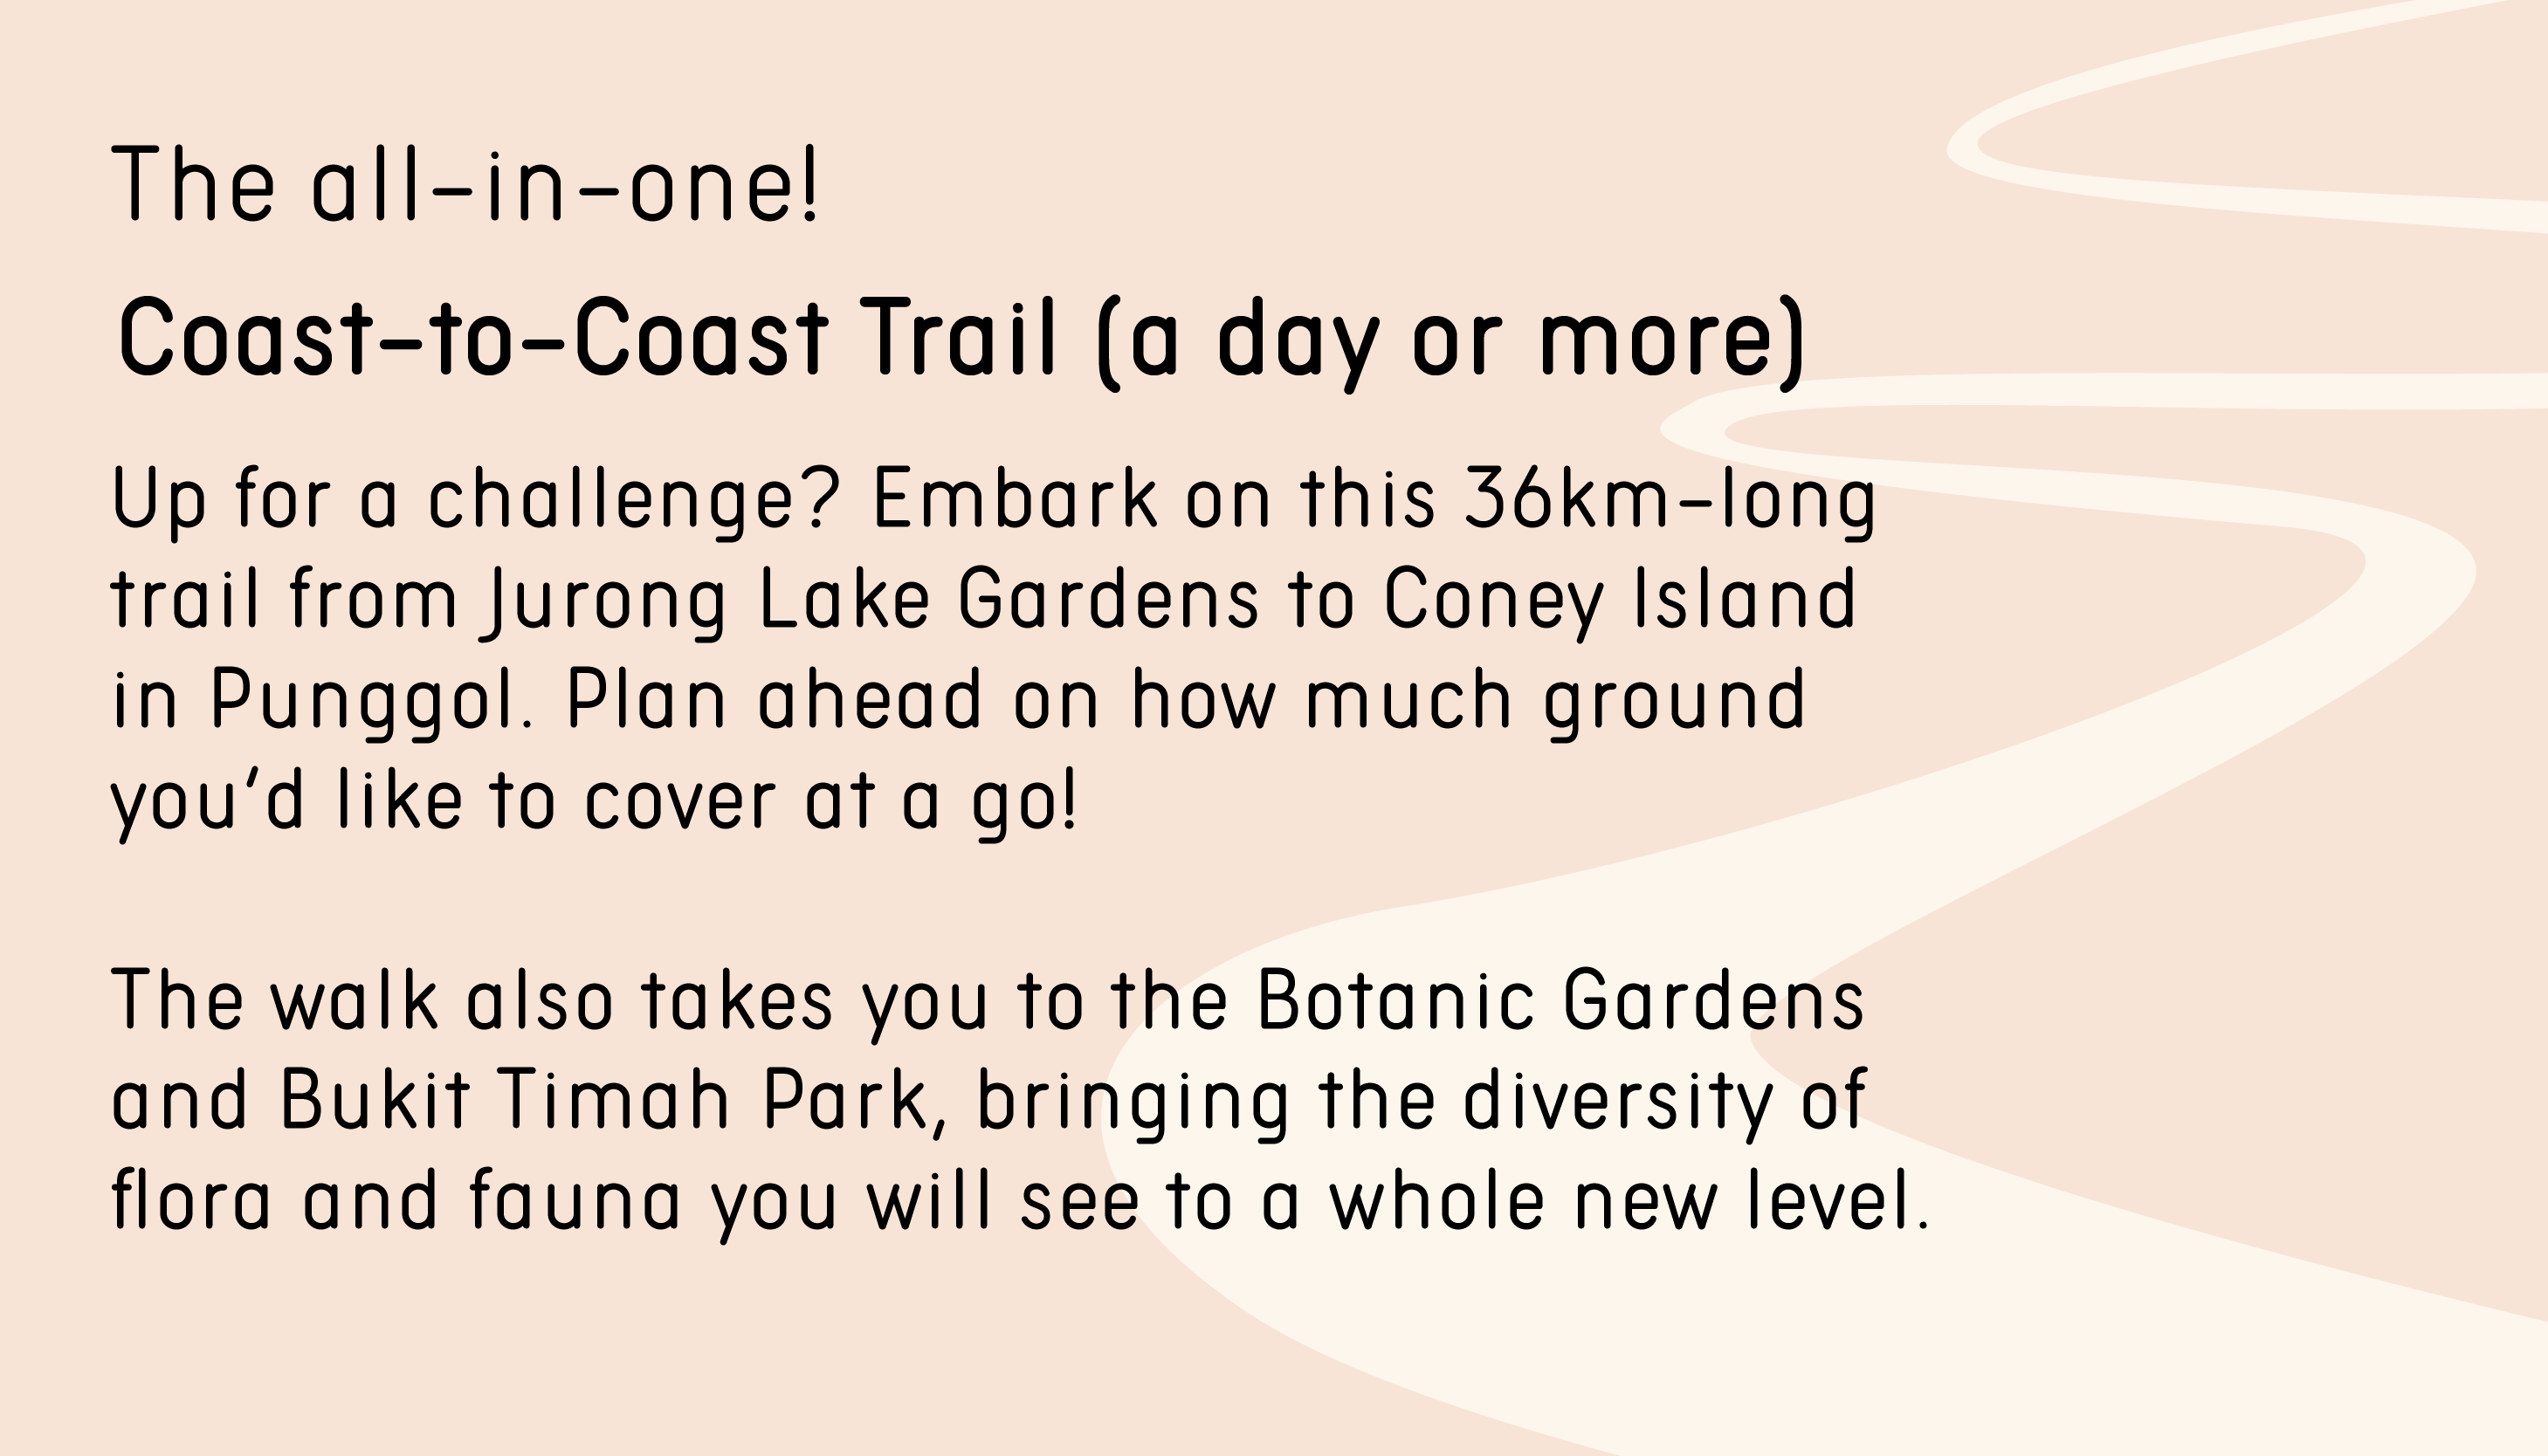 The all-in-one!
Coast-to-Coast Trail (a day or more)
Up for a challenge? Embark on this 36km-long
trail from Jurong Lake Gardens to Coney Island
in Punggol. Plan ahead on how much ground
you'd like to cover at a go!
The walk also takes you to the Botanic Gardens
and Bukit Timah Park, bringing the diversity of
flora and fauna you will see to a whole new level.